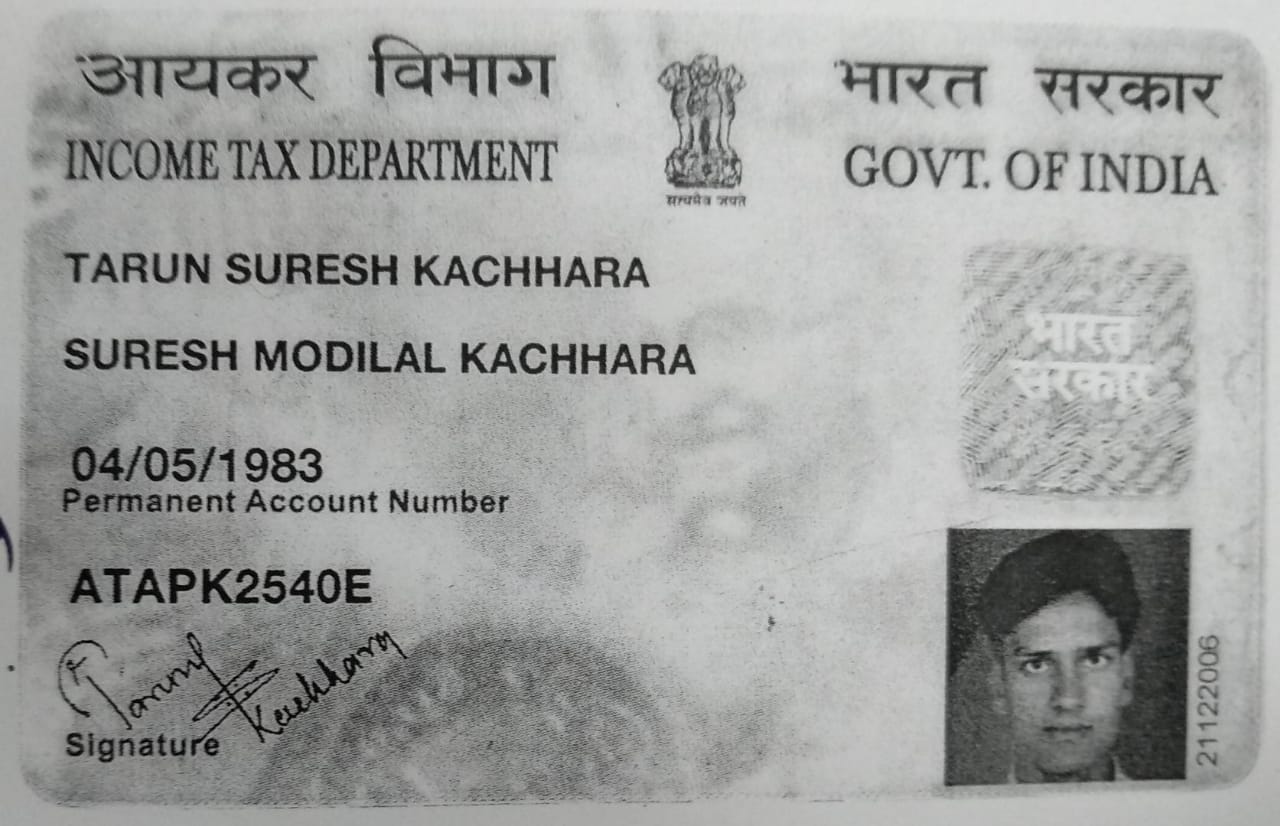 आयकर विभाग
INCOME TAX DEPARTMENT
सत्यमेव जयते
भारत सरकार
GOVT. OF INDIA
TARUN SURESH KACHHARA
SURESH MODILAL KACHHARA
04/05/1983
Permanent Account Number
ATAPK2540E
Tarun S Kachhara
Signature
भारत
सरकार
21122006